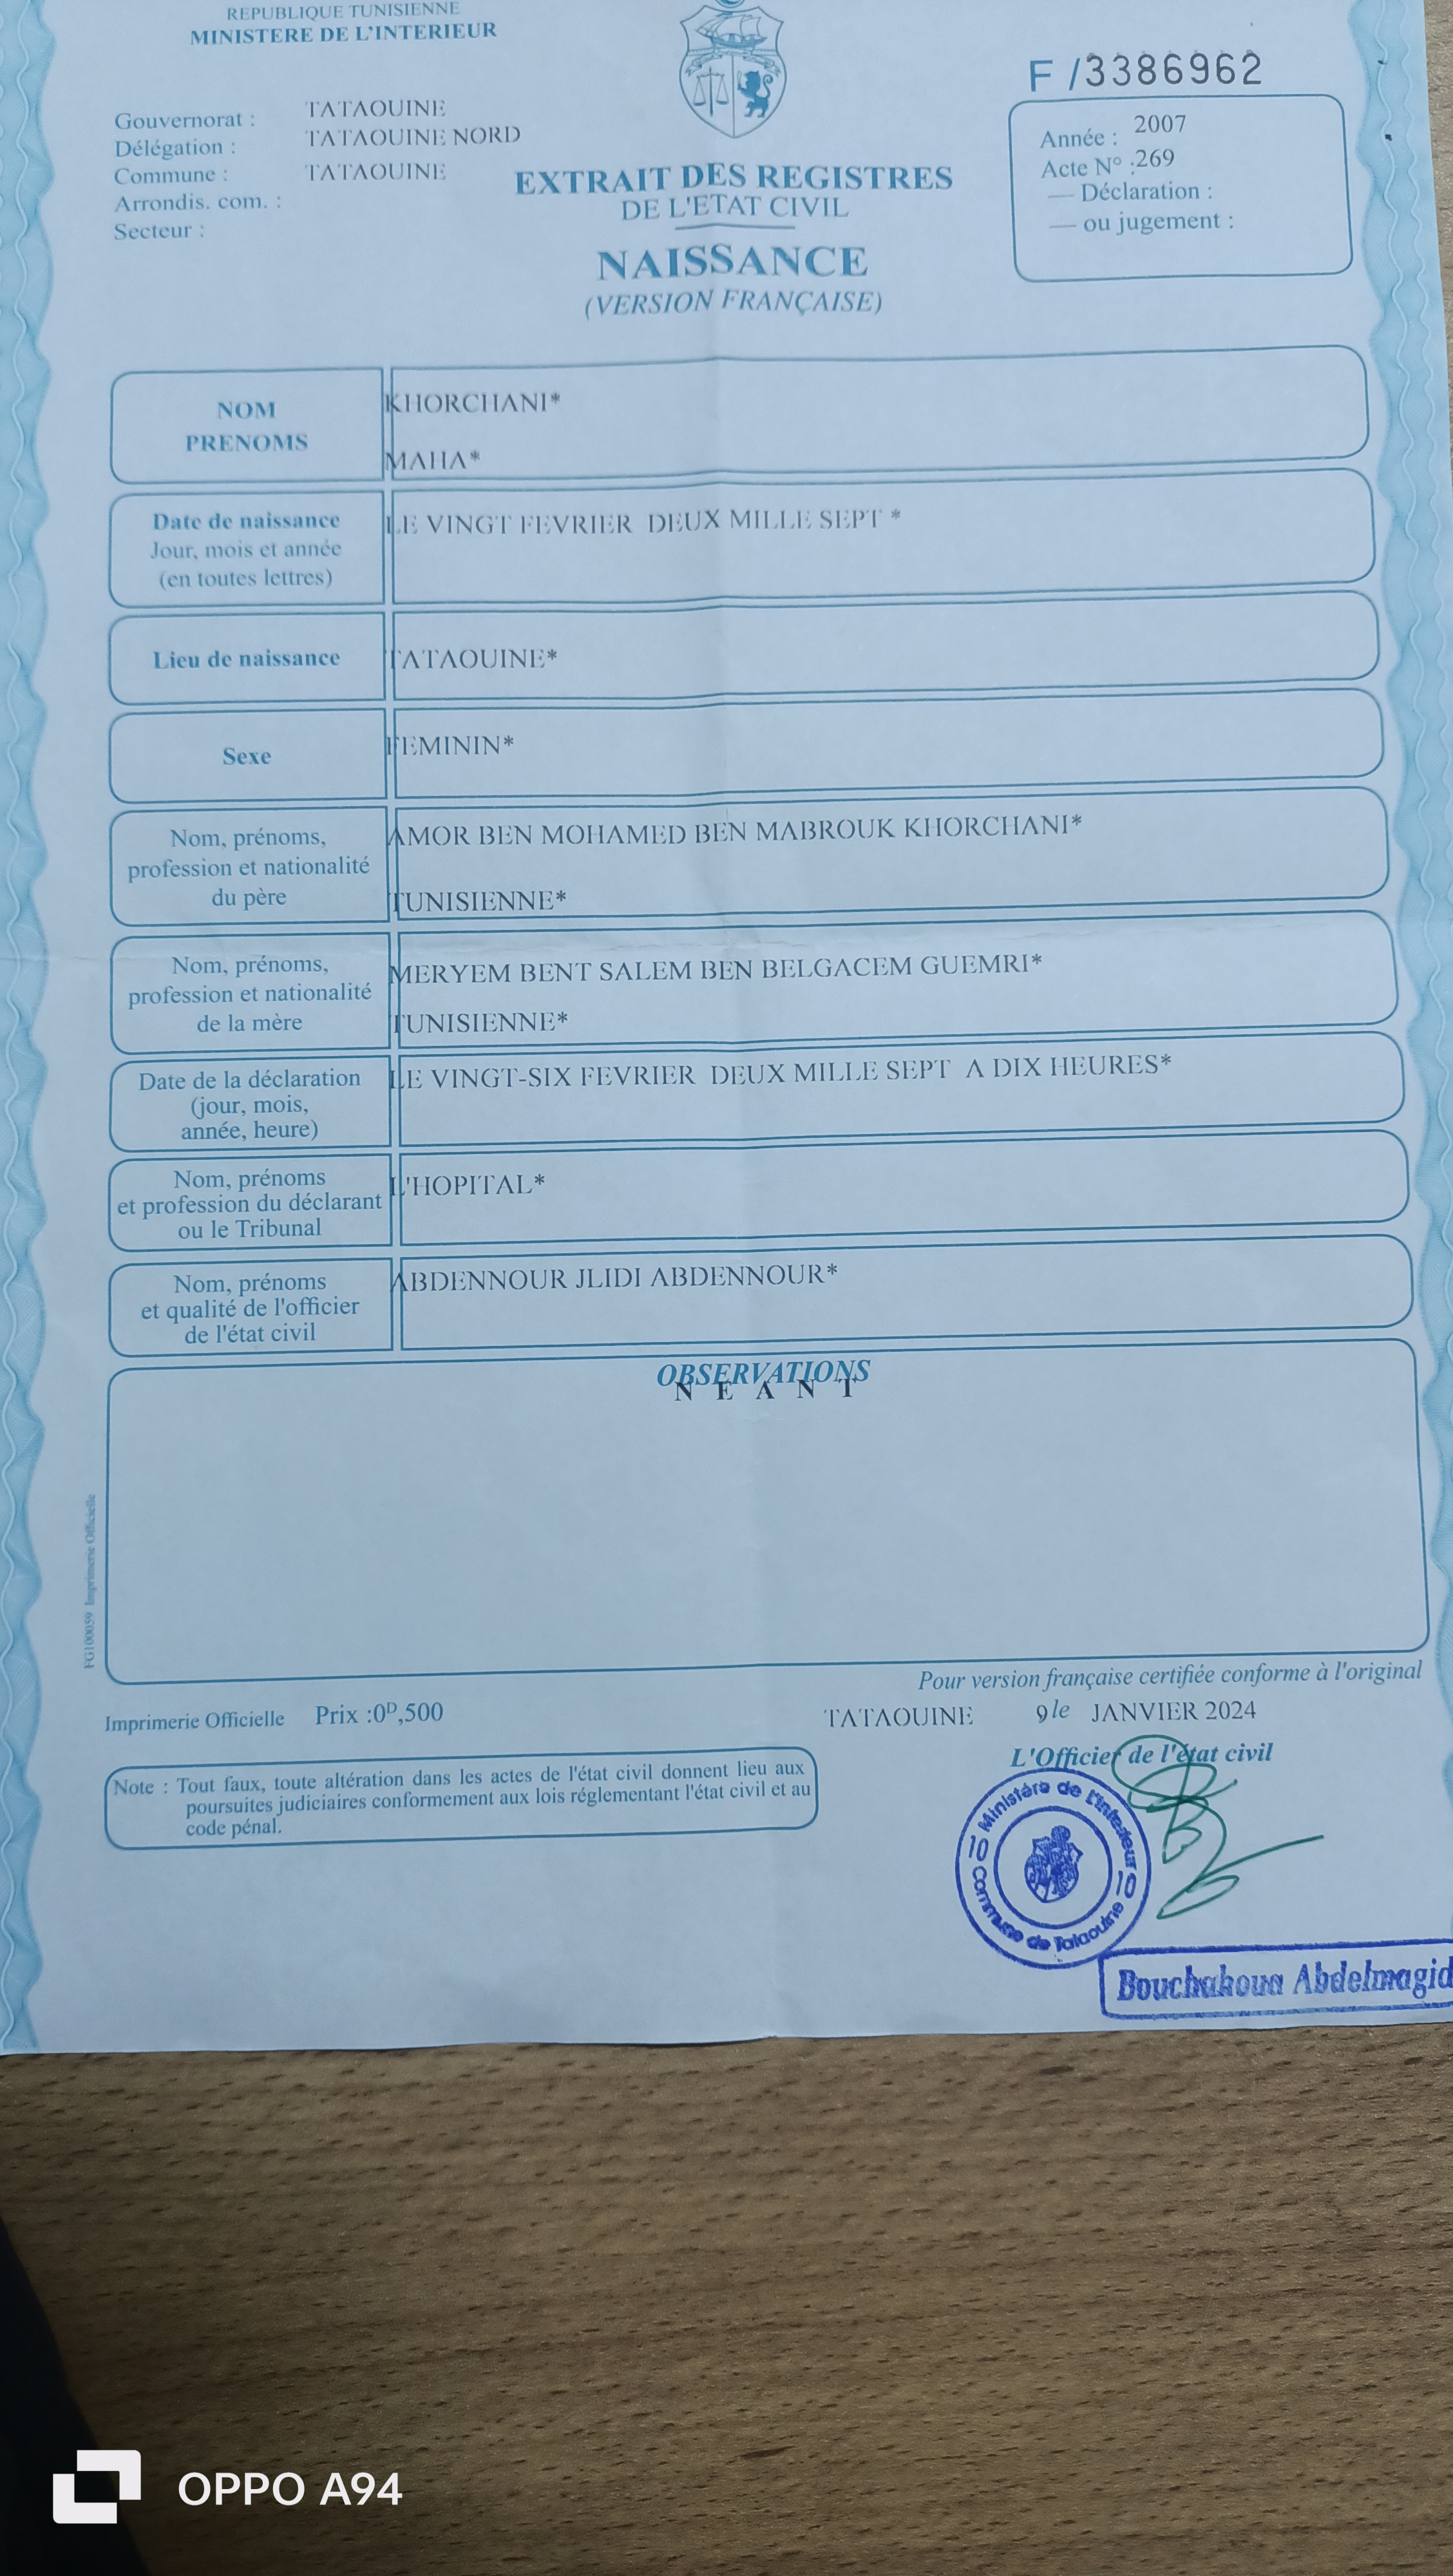 REPUBLIQUE TUNISIENNE
MINISTERE DE L'INTERIEUR
F /3386962
Gouvernorat : TATAOUINE
Délégation : TATAOUINE NORD
Commune : TATAOUINE
Arrondis. com. :
Secteur :
EXTRAIT DES REGISTRES
DE L'ETAT CIVIL
NAISSANCE
(VERSION FRANÇAISE)
Année : 2007
Acte Nº :269
— Déclaration :
— ou jugement :
NOM
PRENOMS
KHORCHANI*
MAHA*
Date de naissance
Jour, mois et année
(en toutes lettres)
LE VINGT FEVRIER DEUX MILLE SEPT *
Lieu de naissance
TATAOUINE*
Sexe
FEMININ*
Nom, prénoms,
profession et nationalité
du père
AMOR BEN MOHAMED BEN MABROUK KHORCHANI*
TUNISIENNE*
Nom, prénoms,
profession et nationalité
de la mère
MERYEM BENT SALEM BEN BELGACEM GUEMRI*
TUNISIENNE*
Date de la déclaration
(jour, mois,
année, heure)
LE VINGT-SIX FEVRIER DEUX MILLE SEPT A DIX HEURES*
Nom, prénoms
et profession du déclarant
ou le Tribunal
L'HOPITAL*
Nom, prénoms
et qualité de l'officier
de l'état civil
ABDENNOUR JLIDI ABDENNOUR*
OBSERVATIONS
N E A N T
FG100059 Imprimerie Officielle
Pour version française certifiée conforme à l'original
Imprimerie Officielle Prix :0ᴰ,500
TATAOUINE 9 le JANVIER 2024
L'Officier de l'état civil
Note : Tout faux, toute altération dans les actes de l'état civil donnent lieu aux
poursuites judiciaires conformement aux lois réglementant l'état civil et au
code pénal.
Ministère de l'Interieur
10 10
Commune de Tataouine
Bouchahoua Abdelmagid
OPPO A94